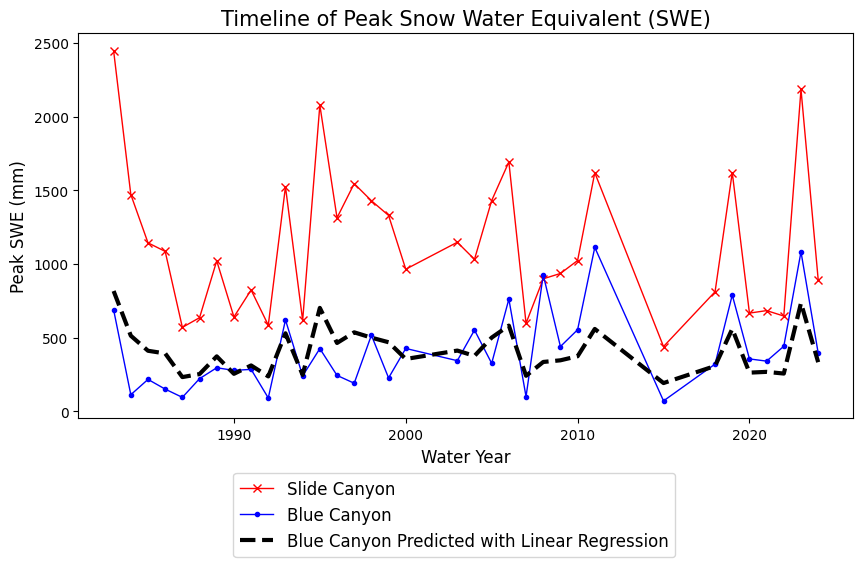 Timeline of Peak Snow Water Equivalent (SWE)
2500
2000
1500
1000
500
0
Peak SWE (mm)
1990
2000
2010
2020
Water Year
Slide Canyon
Blue Canyon
Blue Canyon Predicted with Linear Regression